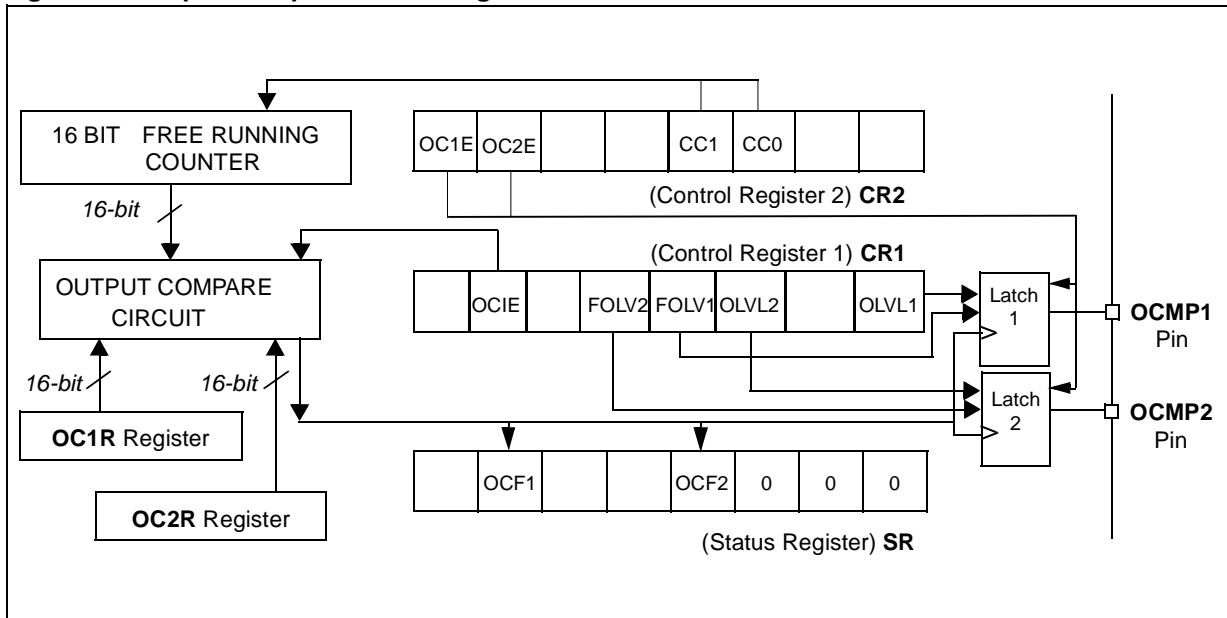 16 BIT FREE RUNNING
COUNTER
OC1E OC2E CC1 CC0
(Control Register 2) CR2
16-bit
(Control Register 1) CR1
OUTPUT COMPARE
CIRCUIT
OCIE FOLV2 FOLV1 OLVL2 OLVL1
Latch
1
OCMP1
Pin
16-bit
16-bit
Latch
2
OCMP2
Pin
OC1R Register
OCF1 OCF2 0 0 0
OC2R Register
(Status Register) SR